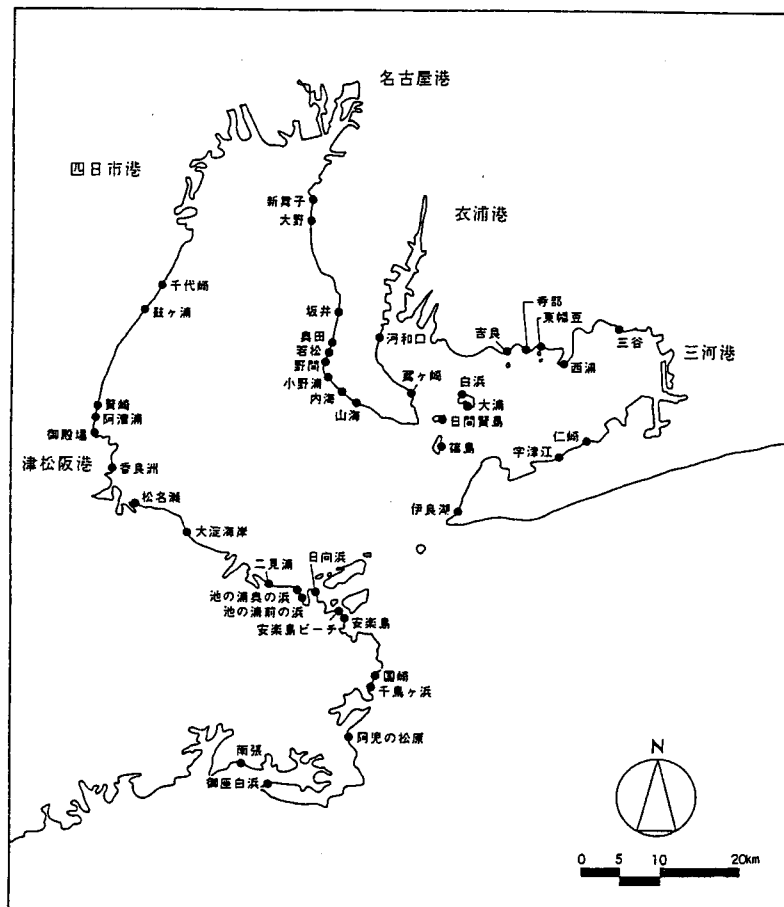 名古屋港
四日市港
新舞子
大野
衣浦港
千代崎
鼓ヶ浦
坂井
奥田
若松
野間
小野浦
内海
山海
河和口
鳶ヶ崎
吉良
寺部
東幡豆
西浦
三谷
三河港
白浜
大浦
日間賀島
篠島
仁崎
宇津江
伊良湖
贄崎
阿漕浦
御殿場
香良洲
津松阪港
松名瀬
大淀海岸
二見浦
日向浜
池の浦奥の浜
池の浦前の浜
安楽島ビーチ
安楽島
国崎
千鳥ヶ浜
阿児の松原
南張
御座白浜
N
0 5 10 20km